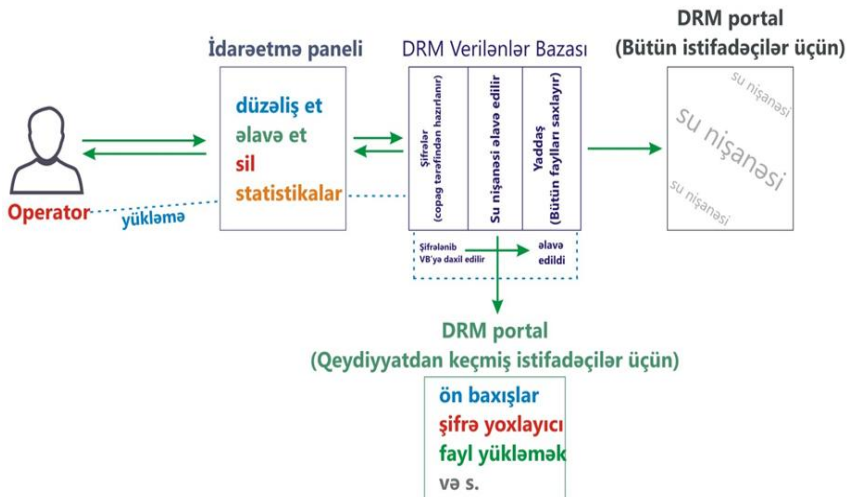 DRM portal
(Bütün istifadəçilər üçün)
İdarəetmə paneli
DRM Verilənlər Bazası
Operator
yükləmə
düzəliş et
əlavə et
sil
statistikalar
Şifrələr
(copag tərəfindən hazırlanır)
Su nişanəsi əlavə edilir
Yaddaş
(Bütün faylları saxlayır)
su nişanəsi
su nişanəsi
su nişanəsi
Şifrələnib
VB'yə daxil edilir
əlavə
edildi
DRM portal
(Qeydiyyatdan keçmiş istifadəçilər üçün)
ön baxışlar
şifrə yoxlayıcı
fayl yükləmək
və s.